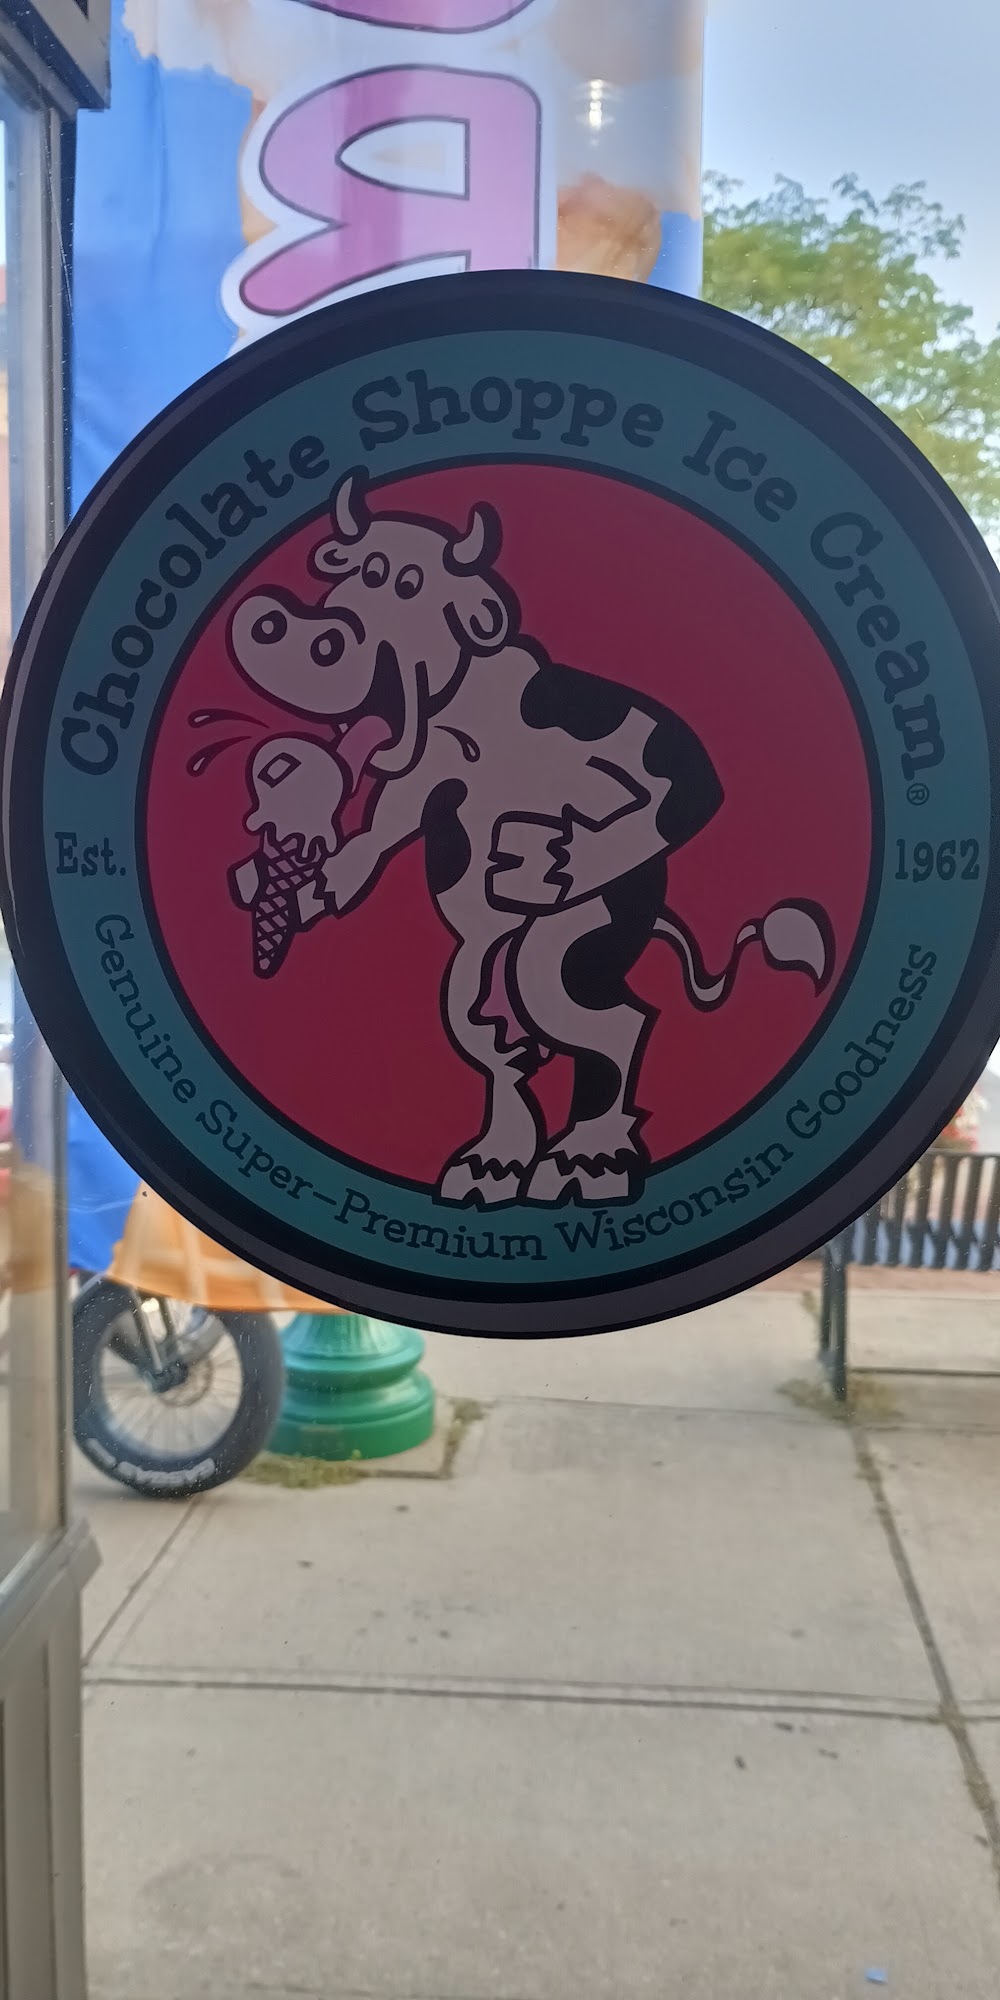 R
Chocolate Shoppe Ice Cream®
Est. 1962
Genuine Super-Premium Wisconsin Goodness